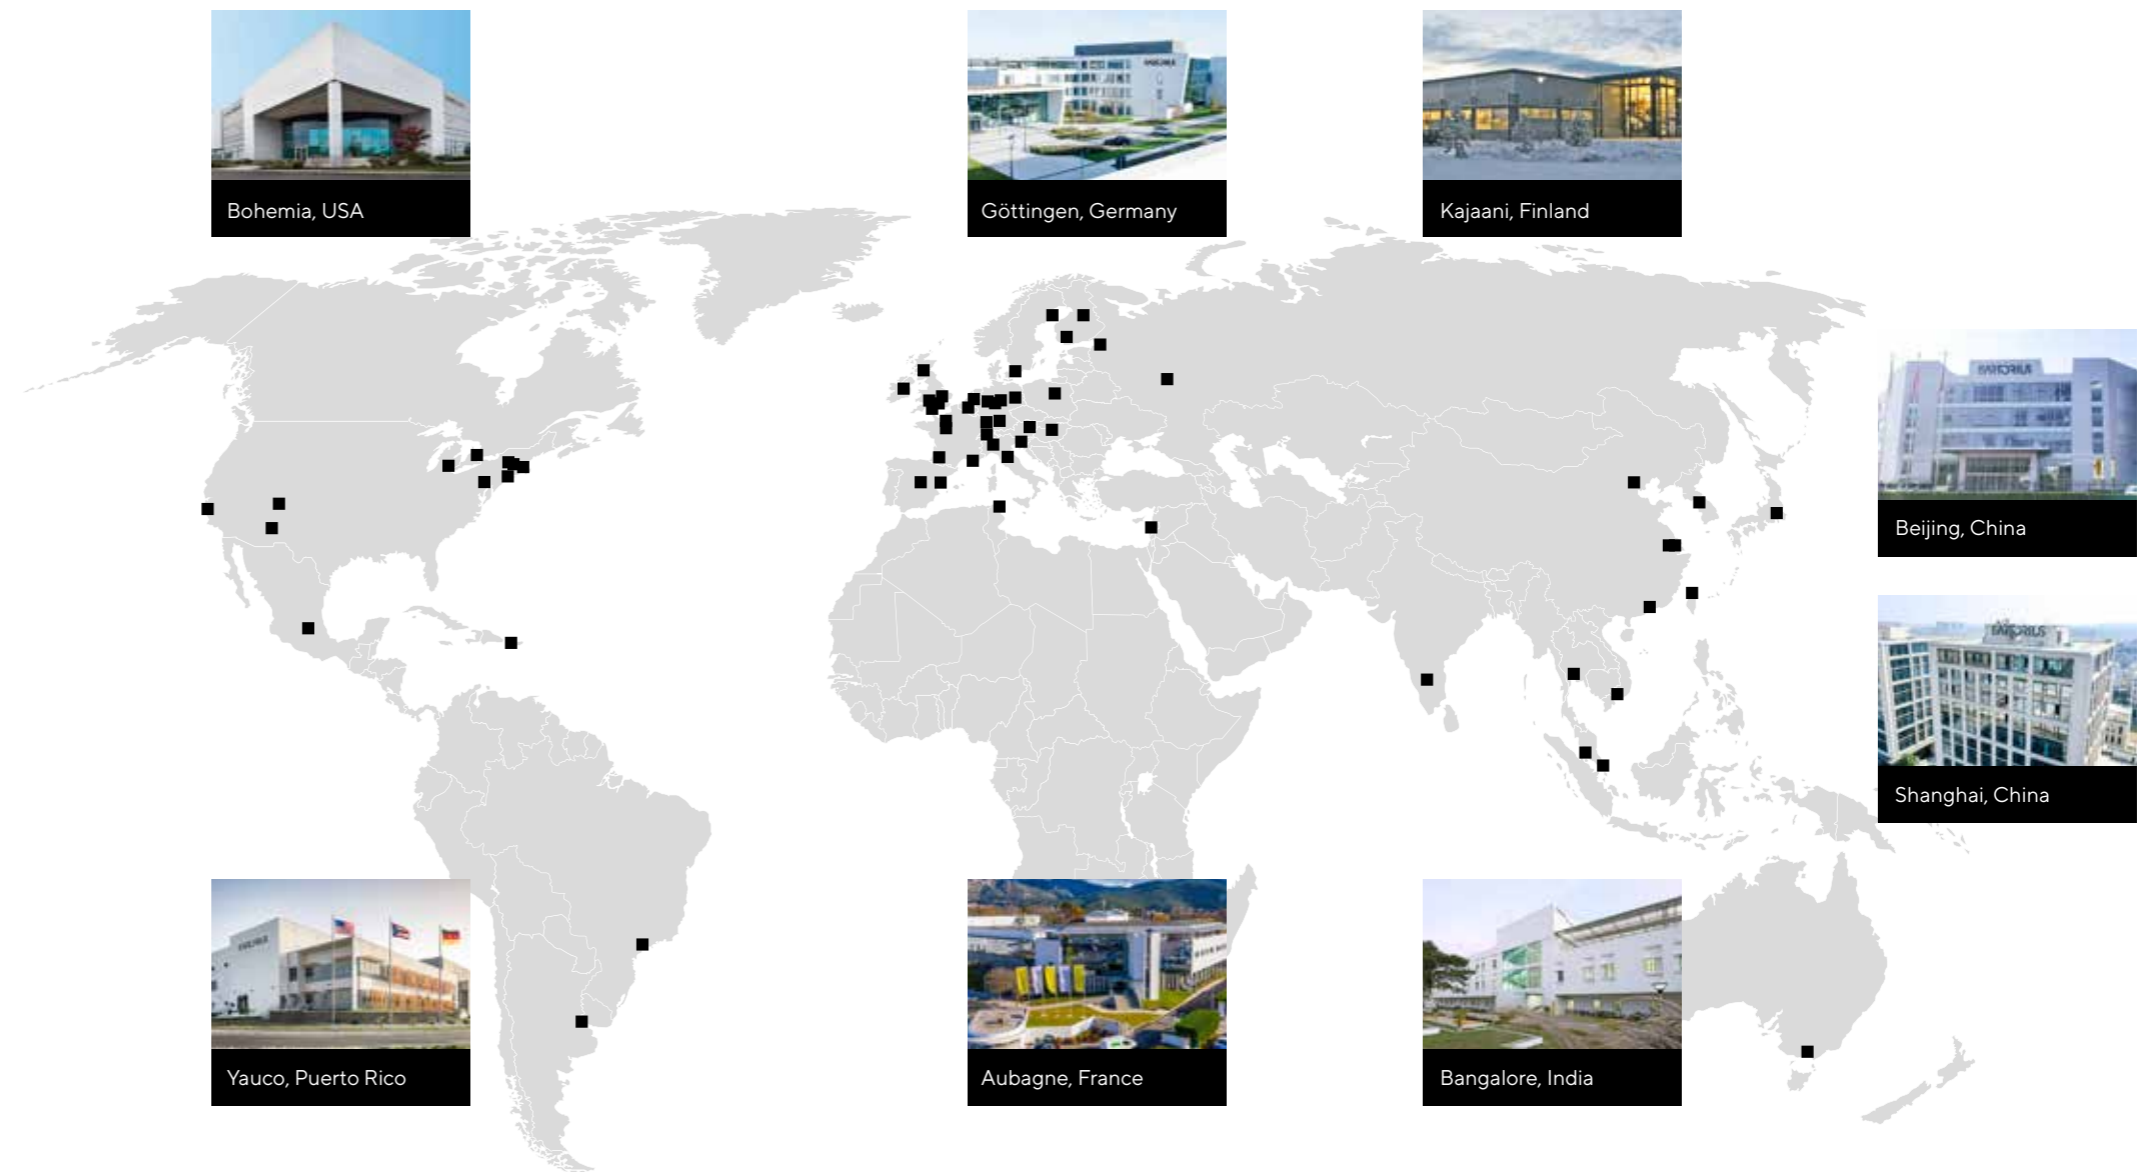 Bohemia, USA
Göttingen, Germany
Kajaani, Finland
Beijing, China
Shanghai, China
Yauco, Puerto Rico
Aubagne, France
Bangalore, India